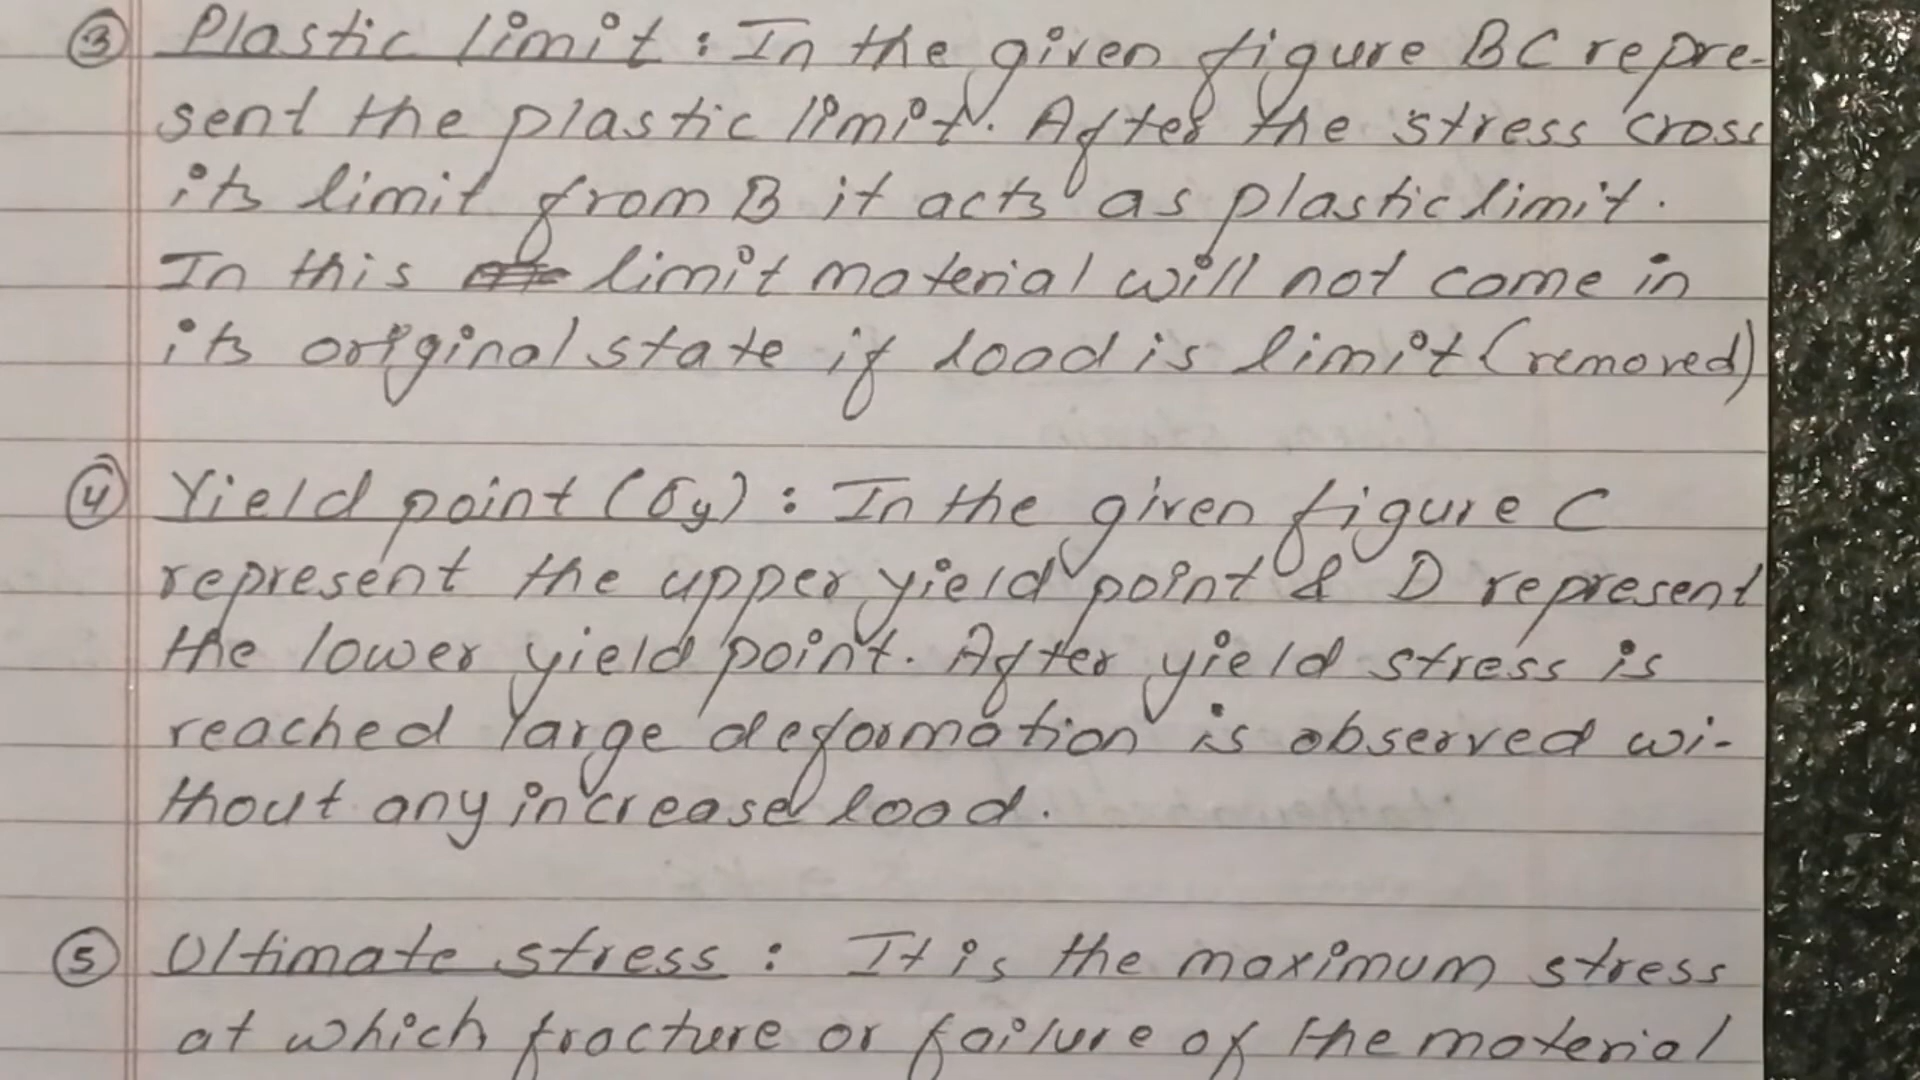 ③ Plastic limit : In the given figure BC repre-
sent the plastic limit. After the stress cross
its limit from B it acts as plastic limit.
In this limit material will not come in
its original state if load is limit (removed)
④ Yield point (σy) : In the given figure C
represent the upper yield point & D represent
the lower yield point. After yield stress is
reached large deformation is observed wi-
thout any increase load.
⑤ Ultimate stress : It is the maximum stress
at which fracture or failure of the material